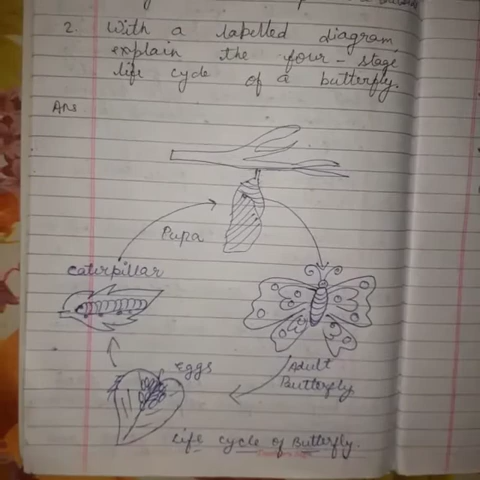 2. With a labelled diagram,
explain the four - stage
life cycle of a butterfly.
Ans
Pupa
Caterpillar
Eggs
Adult
Butterfly
Life cycle of Butterfly.